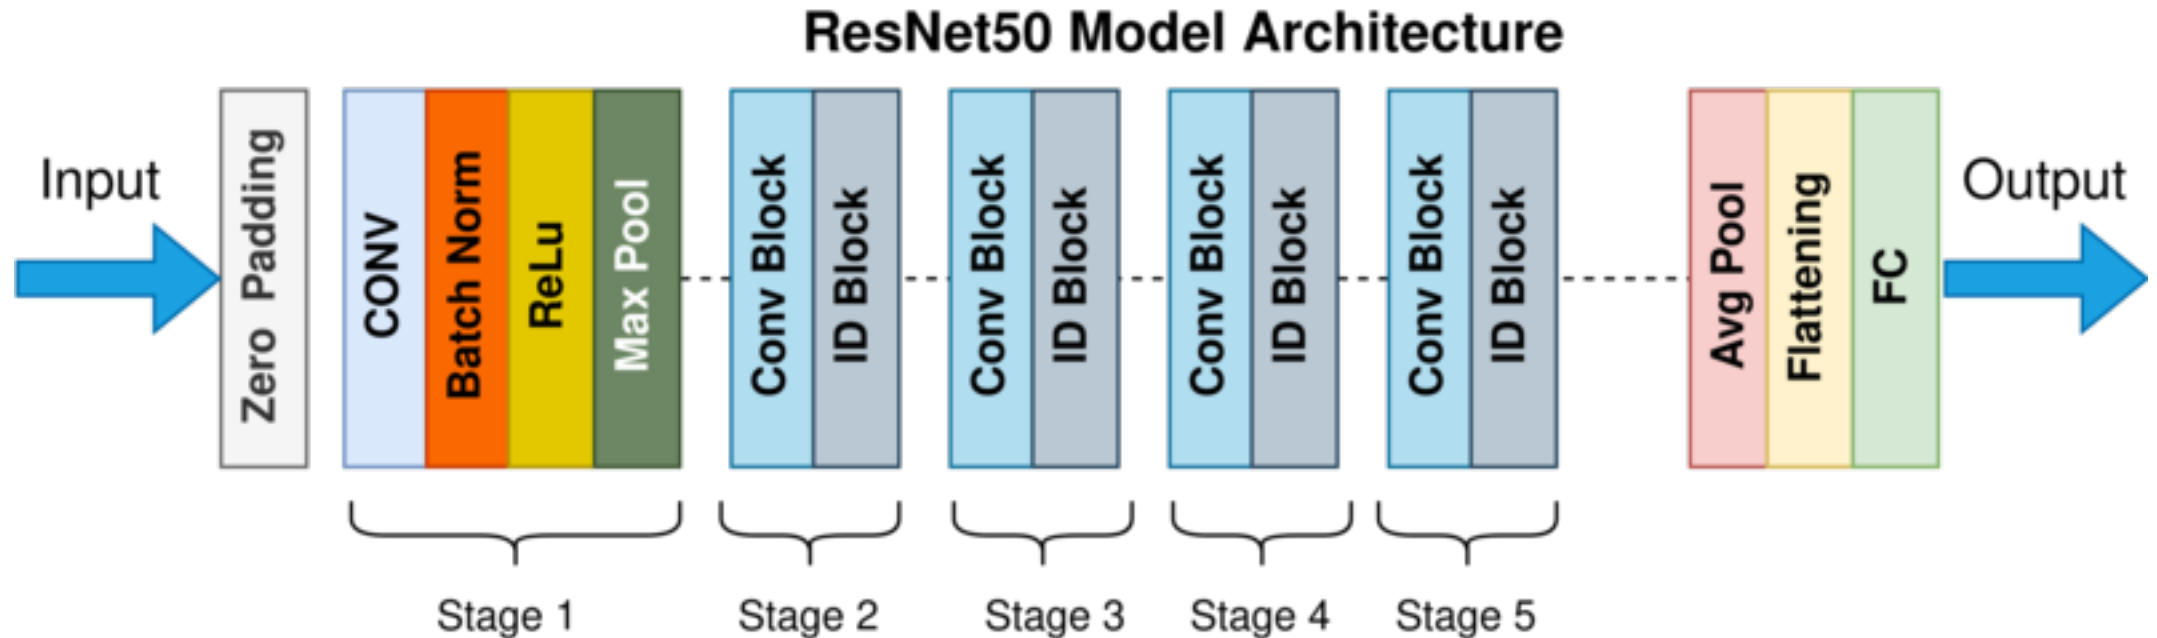 ResNet50 Model Architecture
Input
Zero Padding
CONV
Batch Norm
ReLu
Max Pool
Conv Block
ID Block
Conv Block
ID Block
Conv Block
ID Block
Conv Block
ID Block
Avg Pool
Flattening
FC
Output
Stage 1
Stage 2
Stage 3
Stage 4
Stage 5